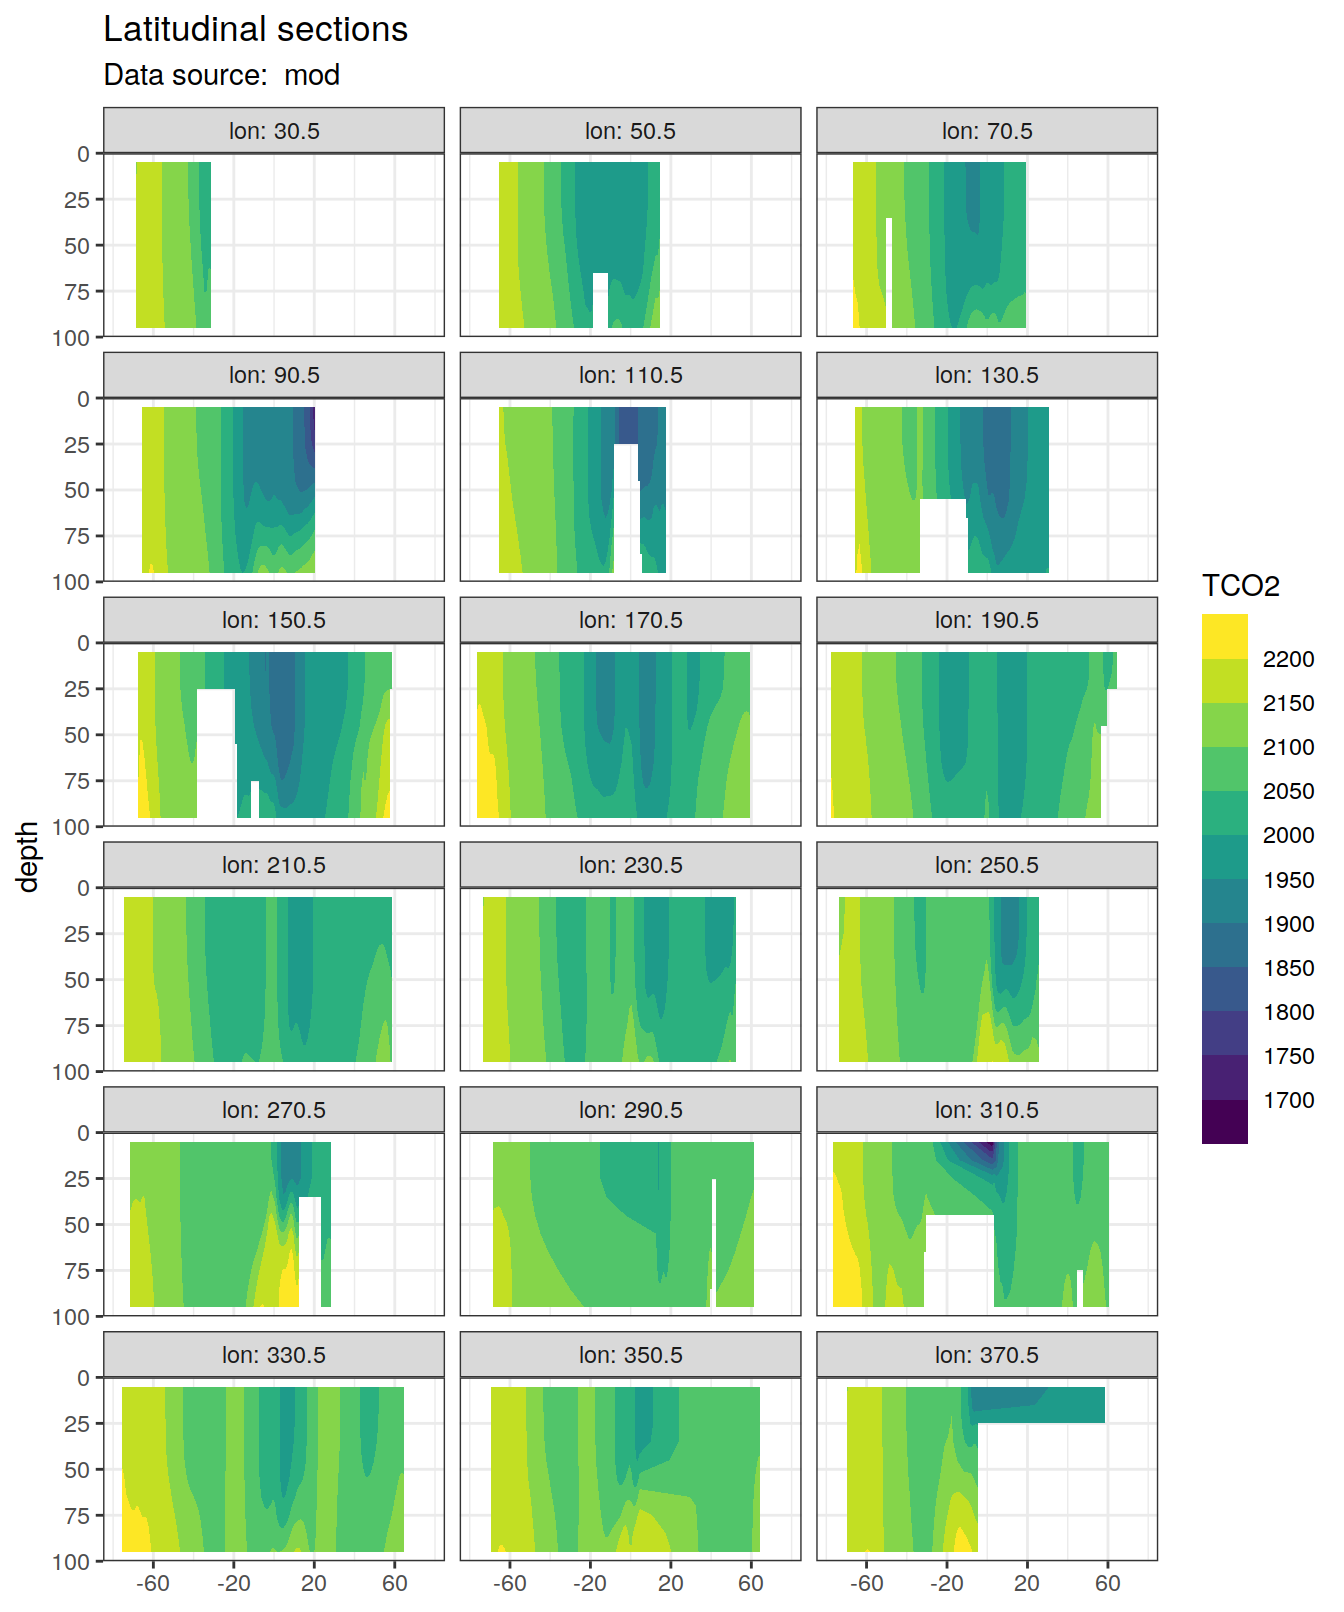 Latitudinal sections
Data source:  mod
lon: 30.5
lon: 50.5
lon: 70.5
0
25
50
75
100
lon: 90.5
lon: 110.5
lon: 130.5
0
25
50
75
100
lon: 150.5
lon: 170.5
lon: 190.5
0
25
50
75
100
lon: 210.5
lon: 230.5
lon: 250.5
0
25
50
75
100
lon: 270.5
lon: 290.5
lon: 310.5
0
25
50
75
100
lon: 330.5
lon: 350.5
lon: 370.5
0
25
50
75
100
-60 -20 20 60
-60 -20 20 60
-60 -20 20 60
depth
TCO2
2200
2150
2100
2050
2000
1950
1900
1850
1800
1750
1700